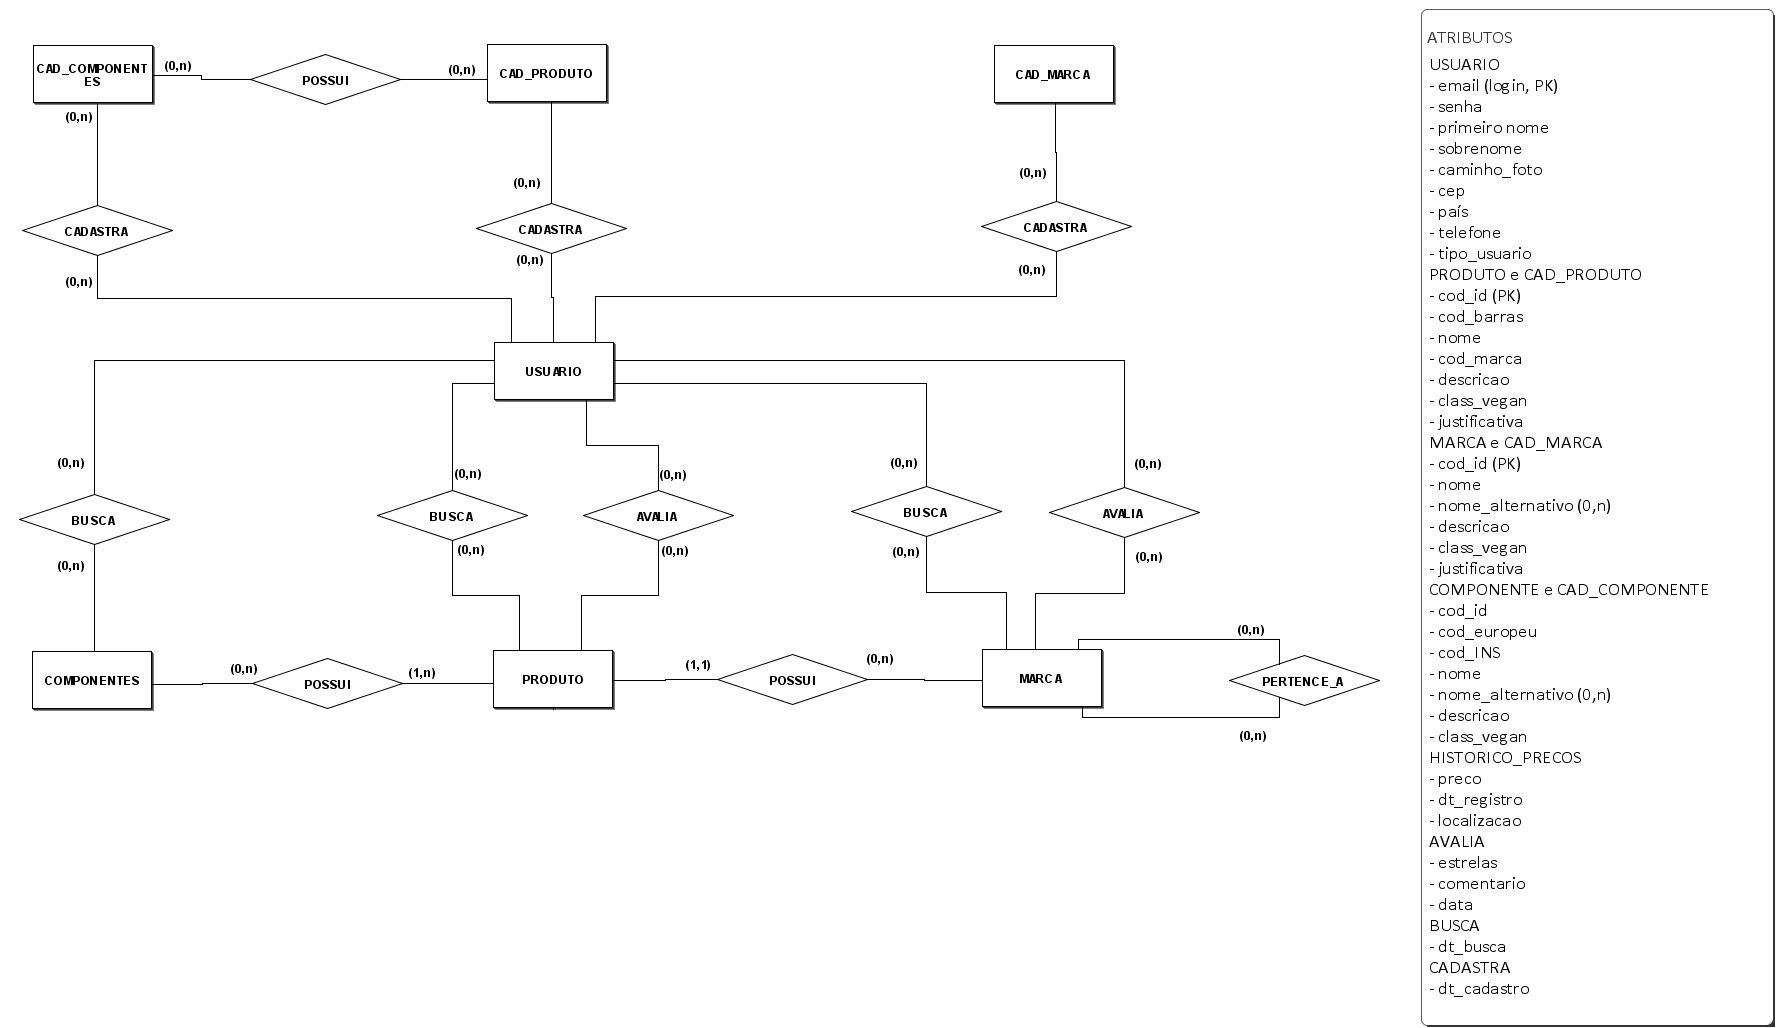 CAD_COMPONENT
ES
(0,n)
POSSUI
(0,n)
CAD_PRODUTO
CAD_MARCA
(0,n)
(0,n)
(0,n)
CADASTRA
CADASTRA
CADASTRA
(0,n)
(0,n)
(0,n)
USUARIO
(0,n)
(0,n)
(0,n)
(0,n)
(0,n)
BUSCA
BUSCA
AVALIA
BUSCA
AVALIA
(0,n)
(0,n)
(0,n)
(0,n)
(0,n)
COMPONENTES
(0,n)
POSSUI
(1,n)
PRODUTO
(1,1)
POSSUI
(0,n)
MARCA
(0,n)
PERTENCE_A
(0,n)
ATRIBUTOS
USUARIO
- email (login, PK)
- senha
- primeiro nome
- sobrenome
- caminho_foto
- cep
- país
- telefone
- tipo_usuario
PRODUTO e CAD_PRODUTO
- cod_id (PK)
- cod_barras
- nome
- cod_marca
- descricao
- class_vegan
- justificativa
MARCA e CAD_MARCA
- cod_id (PK)
- nome
- nome_alternativo (0,n)
- descricao
- class_vegan
- justificativa
COMPONENTE e CAD_COMPONENTE
- cod_id
- cod_europeu
- cod_INS
- nome
- nome_alternativo (0,n)
- descricao
- class_vegan
HISTORICO_PRECOS
- preco
- dt_registro
- localizacao
AVALIA
- estrelas
- comentario
- data
BUSCA
- dt_busca
CADASTRA
- dt_cadastro